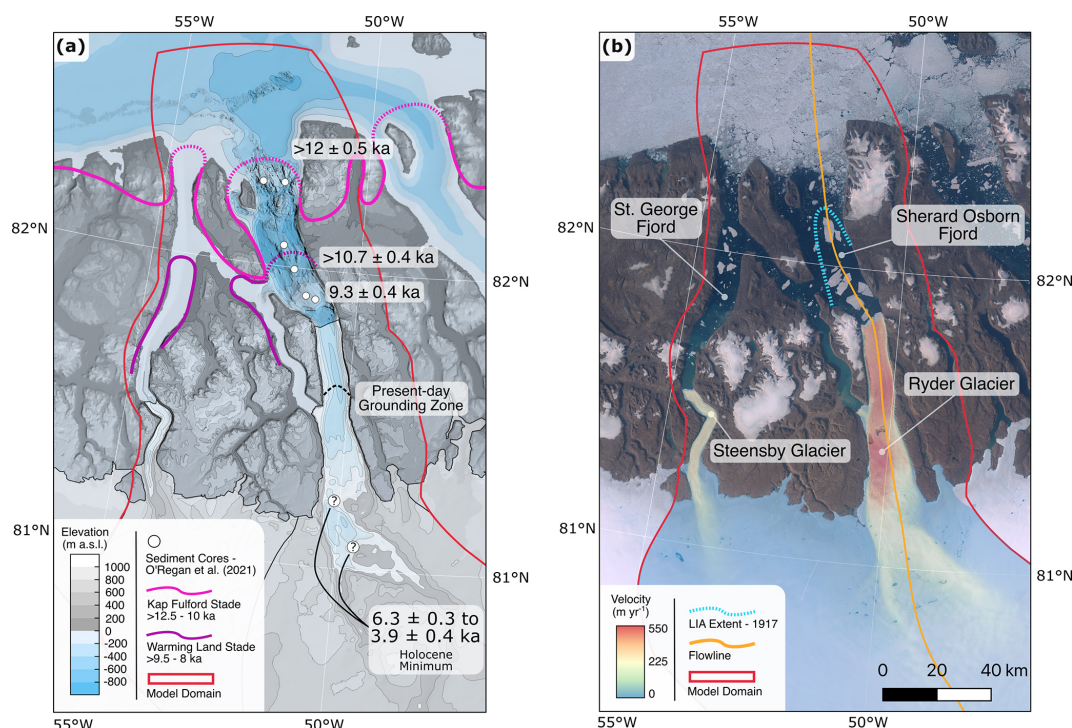 55°W
50°W
(a)
>12 ± 0.5 ka
82°N
>10.7 ± 0.4 ka
9.3 ± 0.4 ka
82°N
Present-day
Grounding Zone
?
81°N
?
81°N
Elevation
(m a.s.l.)
1000
800
600
400
200
0
-200
-400
-600
-800
Sediment Cores -
O'Regan et al. (2021)
Kap Fulford Stade
>12.5 - 10 ka
Warming Land Stade
>9.5 - 8 ka
Model Domain
6.3 ± 0.3 to
3.9 ± 0.4 ka
Holocene
Minimum
55°W
50°W
55°W
50°W
(b)
St. George
Fjord
Sherard Osborn
Fjord
82°N
82°N
Ryder Glacier
Steensby Glacier
81°N
81°N
Velocity
(m yr⁻¹)
550
225
0
LIA Extent - 1917
Flowline
Model Domain
0 20 40 km
55°W
50°W